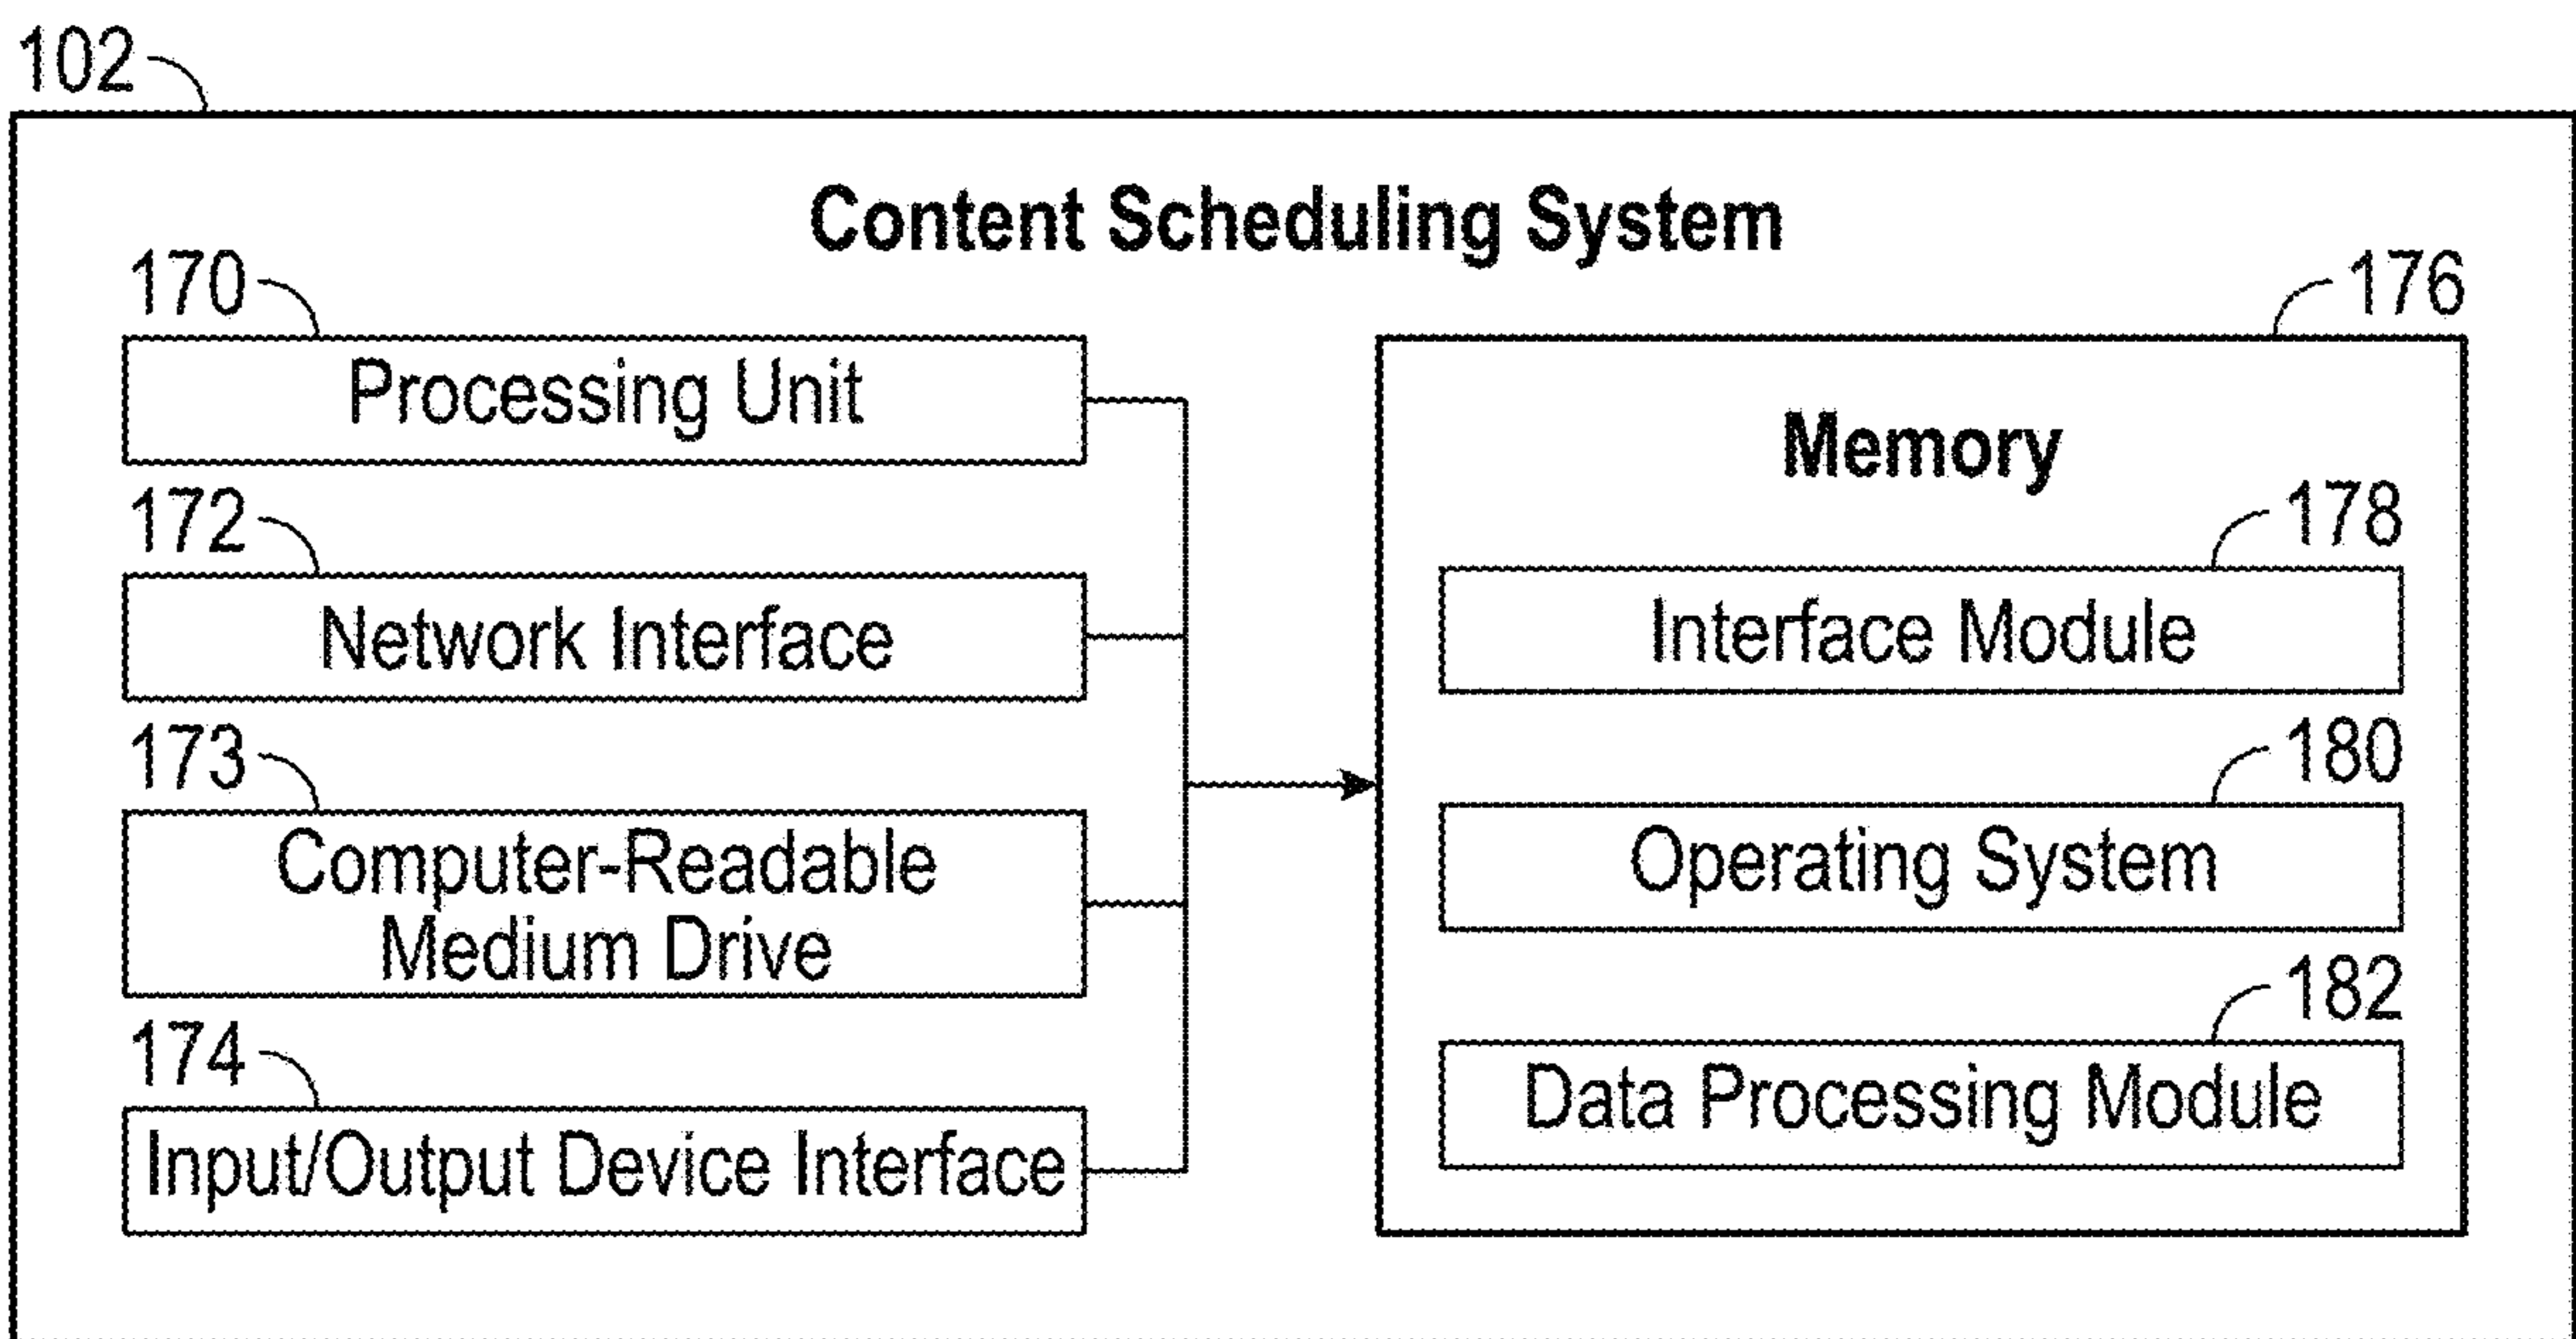 102
Content Scheduling System
170
Processing Unit
172
Network Interface
173
Computer-Readable
Medium Drive
174
Input/Output Device Interface
176
Memory
178
Interface Module
180
Operating System
182
Data Processing Module